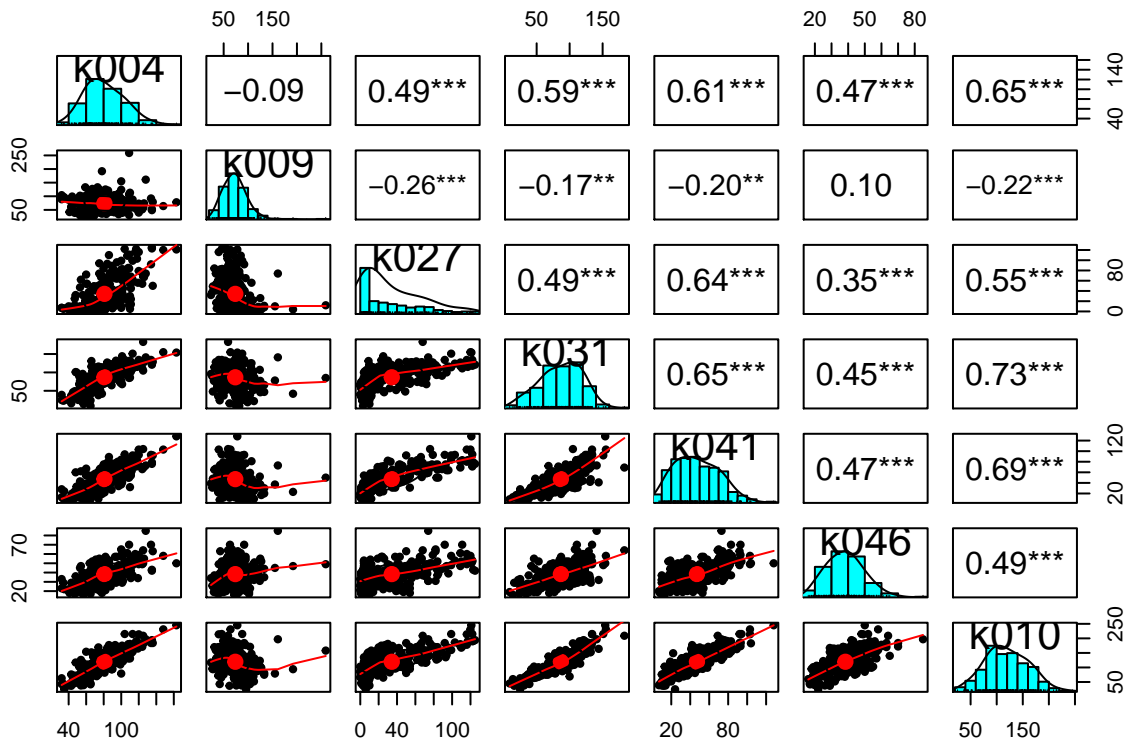 50 150 50 150 20 40 60 80
k004 −0.09 0.49*** 0.59*** 0.61*** 0.47*** 0.65*** 40 140
50 250 k009 −0.26*** −0.17** −0.20** 0.10 −0.22***
k027 0.49*** 0.64*** 0.35*** 0.55*** 0 80
50 k031 0.65*** 0.45*** 0.73***
k041 0.47*** 0.69*** 20 120
20 70 k046 0.49***
k010 50 250
40 100 0 40 100 20 80 50 150